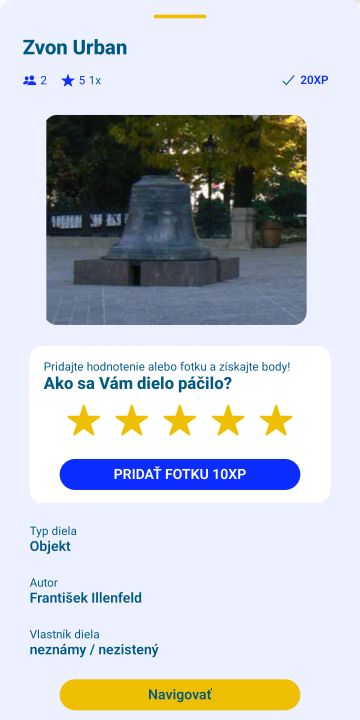 Zvon Urban
2 5 1x 20XP
Pridajte hodnotenie alebo fotku a získajte body!
Ako sa Vám dielo páčilo?
PRIDAŤ FOTKU 10XP
Typ diela
Objekt
Autor
František Illenfeld
Vlastník diela
neznámy / nezistený
Navigovať